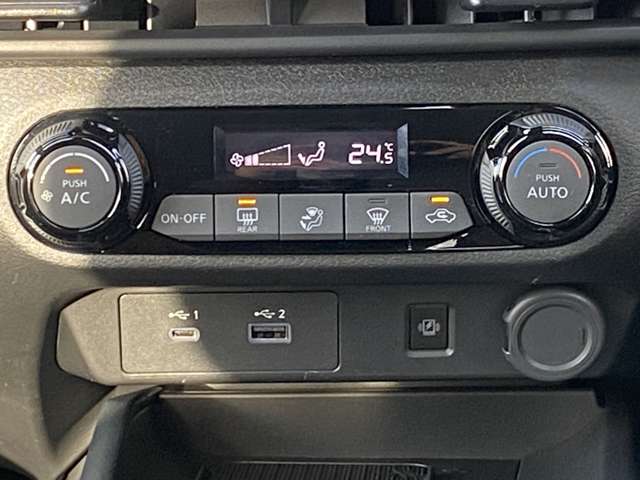 24.5°C
PUSH
A/C
PUSH
AUTO
ON·OFF
REAR
FRONT
1
2